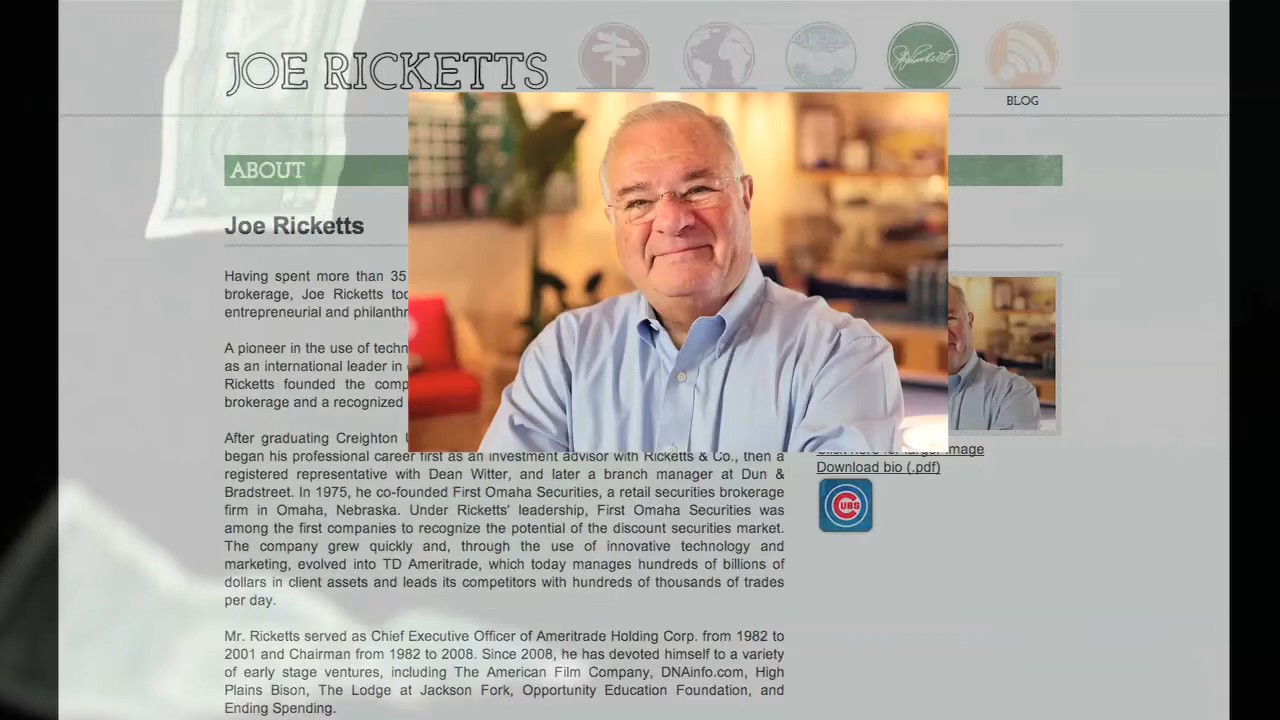 JOE RICKETTS
BLOG
ABOUT
Joe Ricketts
Having spent more than 35
brokerage, Joe Ricketts
entrepreneurial and
A pioneer in the use of
as an international leader in
Ricketts founded the
brokerage and a recognized
After graduating Creighton
began his professional career first as an investment advisor with Ricketts & Co., then a
registered representative with Dean Witter, and later a branch manager at Dun &
Bradstreet. In 1975, he co-founded First Omaha Securities, a retail securities brokerage
firm in Omaha, Nebraska. Under Ricketts' leadership, First Omaha Securities was
among the first companies to recognize the potential of the discount securities market.
The company grew quickly and, through the use of innovative technology and
marketing, evolved into TD Ameritrade, which today manages hundreds of billions of
dollars in client assets and leads its competitors with hundreds of thousands of trades
per day.
Mr. Ricketts served as Chief Executive Officer of Ameritrade Holding Corp. from 1982 to
2001 and Chairman from 1982 to 2008. Since 2008, he has devoted himself to a variety
of early stage ventures, including The American Film Company, DNAinfo.com, High
Plains Bison, The Lodge at Jackson Fork, Opportunity Education Foundation, and
Ending Spending.
Click here for larger image
Download bio (.pdf)
CUBS